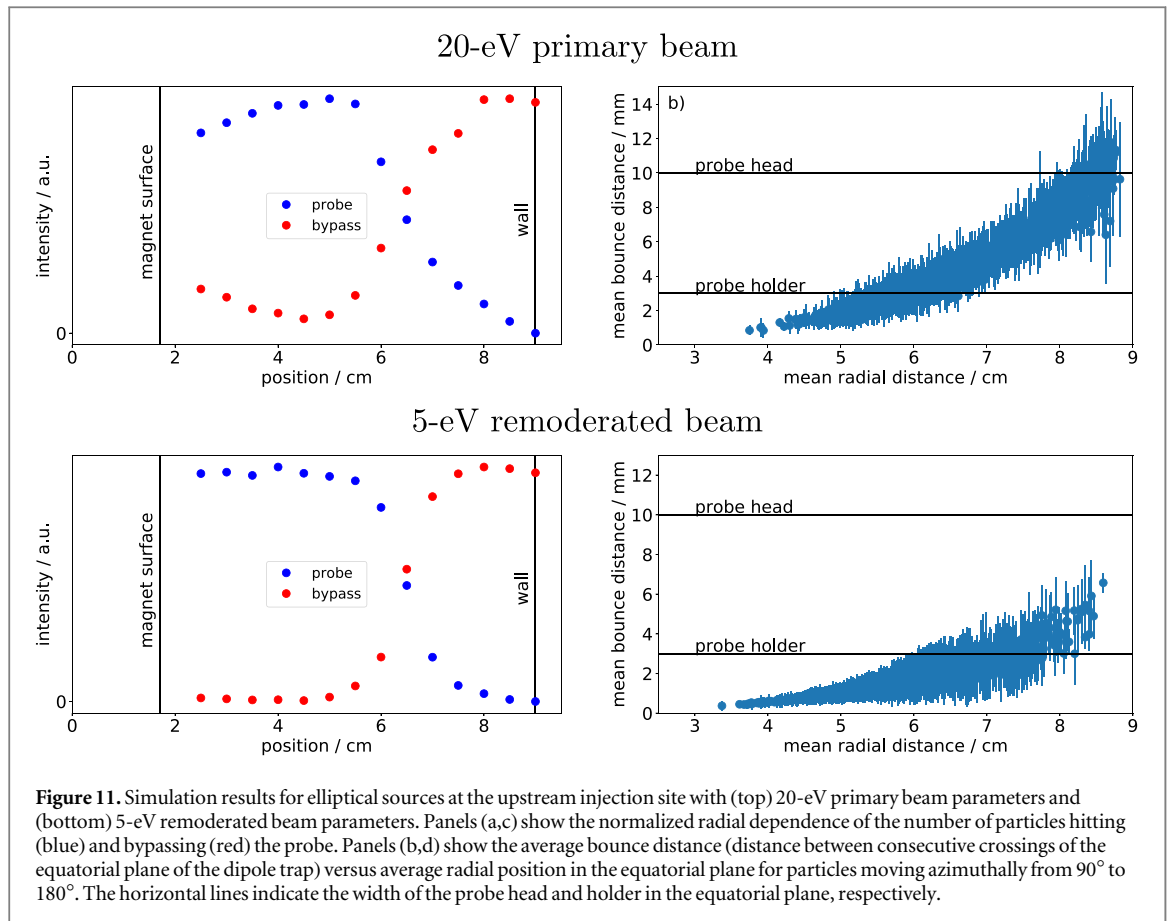 20-eV primary beam
intensity / a.u.
0
magnet surface
probe
bypass
wall
0 2 4 6 8
position / cm
b)
mean bounce distance / mm
14
12
10
8
6
4
2
0
probe head
probe holder
3 4 5 6 7 8 9
mean radial distance / cm
5-eV remoderated beam
intensity / a.u.
0
magnet surface
probe
bypass
wall
0 2 4 6 8
position / cm
mean bounce distance / mm
12
10
8
6
4
2
0
probe head
probe holder
3 4 5 6 7 8 9
mean radial distance / cm
Figure 11. Simulation results for elliptical sources at the upstream injection site with (top) 20-eV primary beam parameters and
(bottom) 5-eV remoderated beam parameters. Panels (a,c) show the normalized radial dependence of the number of particles hitting
(blue) and bypassing (red) the probe. Panels (b,d) show the average bounce distance (distance between consecutive crossings of the
equatorial plane of the dipole trap) versus average radial position in the equatorial plane for particles moving azimuthally from 90° to
180°. The horizontal lines indicate the width of the probe head and holder in the equatorial plane, respectively.